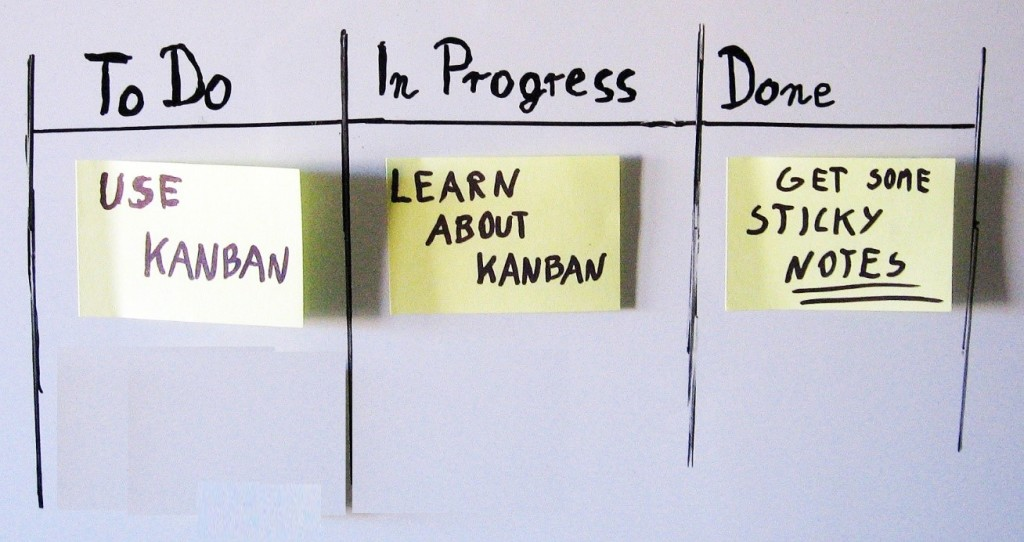 To Do
In Progress
Done
USE
KANBAN
LEARN
ABOUT
KANBAN
GET SOME
STICKY
NOTES